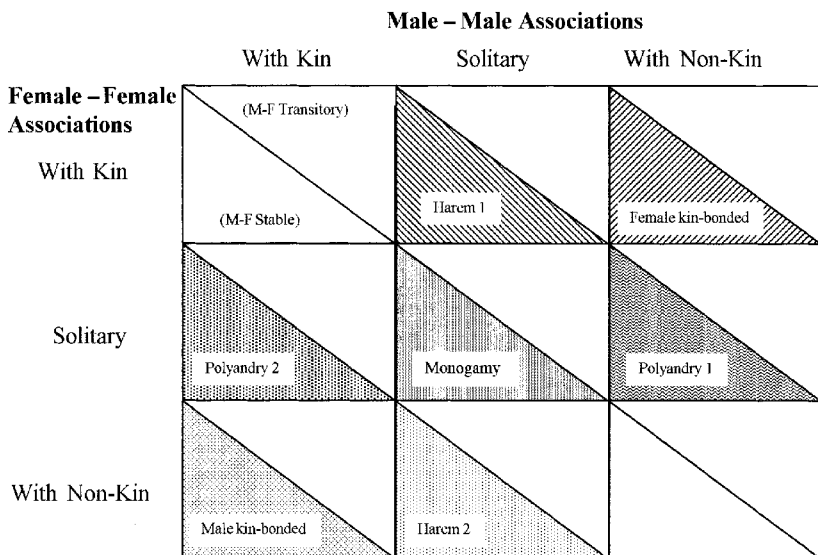 Male – Male Associations
With Kin Solitary With Non-Kin
Female – Female
Associations
(M-F Transitory)
With Kin
(M-F Stable)
Harem 1
Female kin-bonded
Solitary
Polyandry 2
Monogamy
Polyandry 1
With Non-Kin
Male kin-bonded
Harem 2